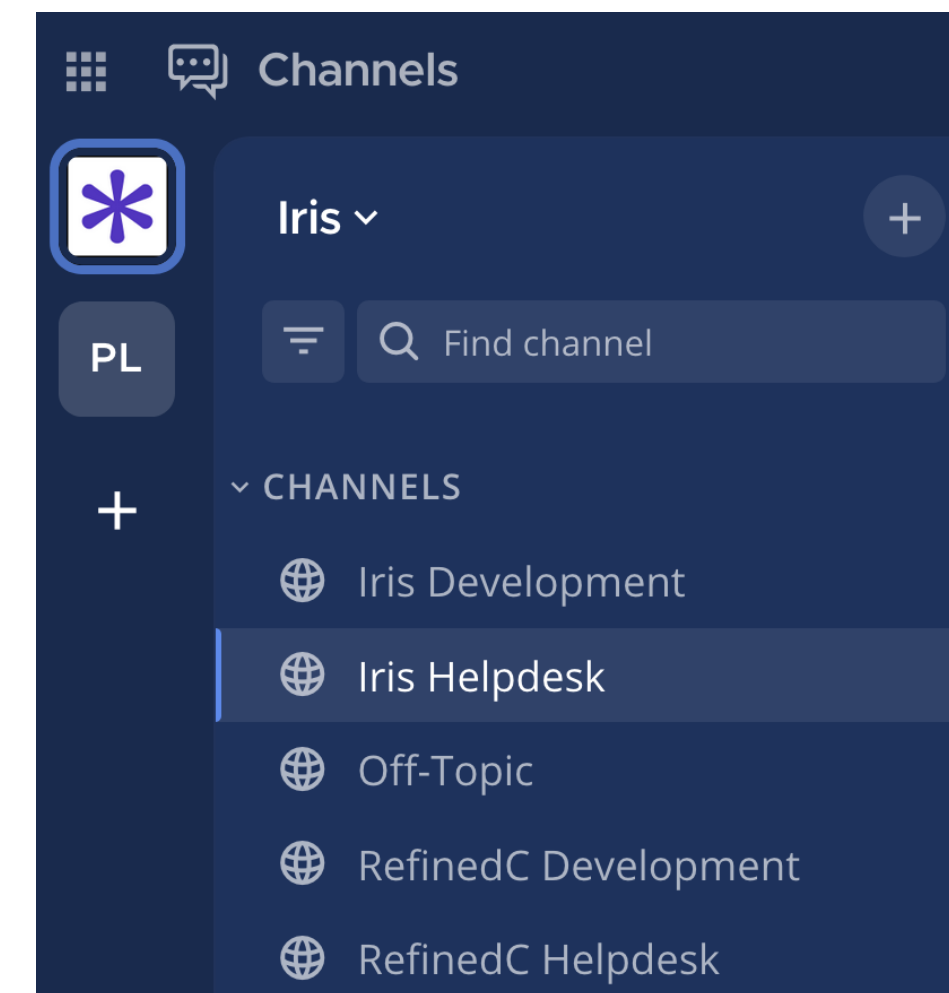 Channels
Iris
PL
Find channel
CHANNELS
Iris Development
Iris Helpdesk
Off-Topic
RefinedC Development
RefinedC Helpdesk